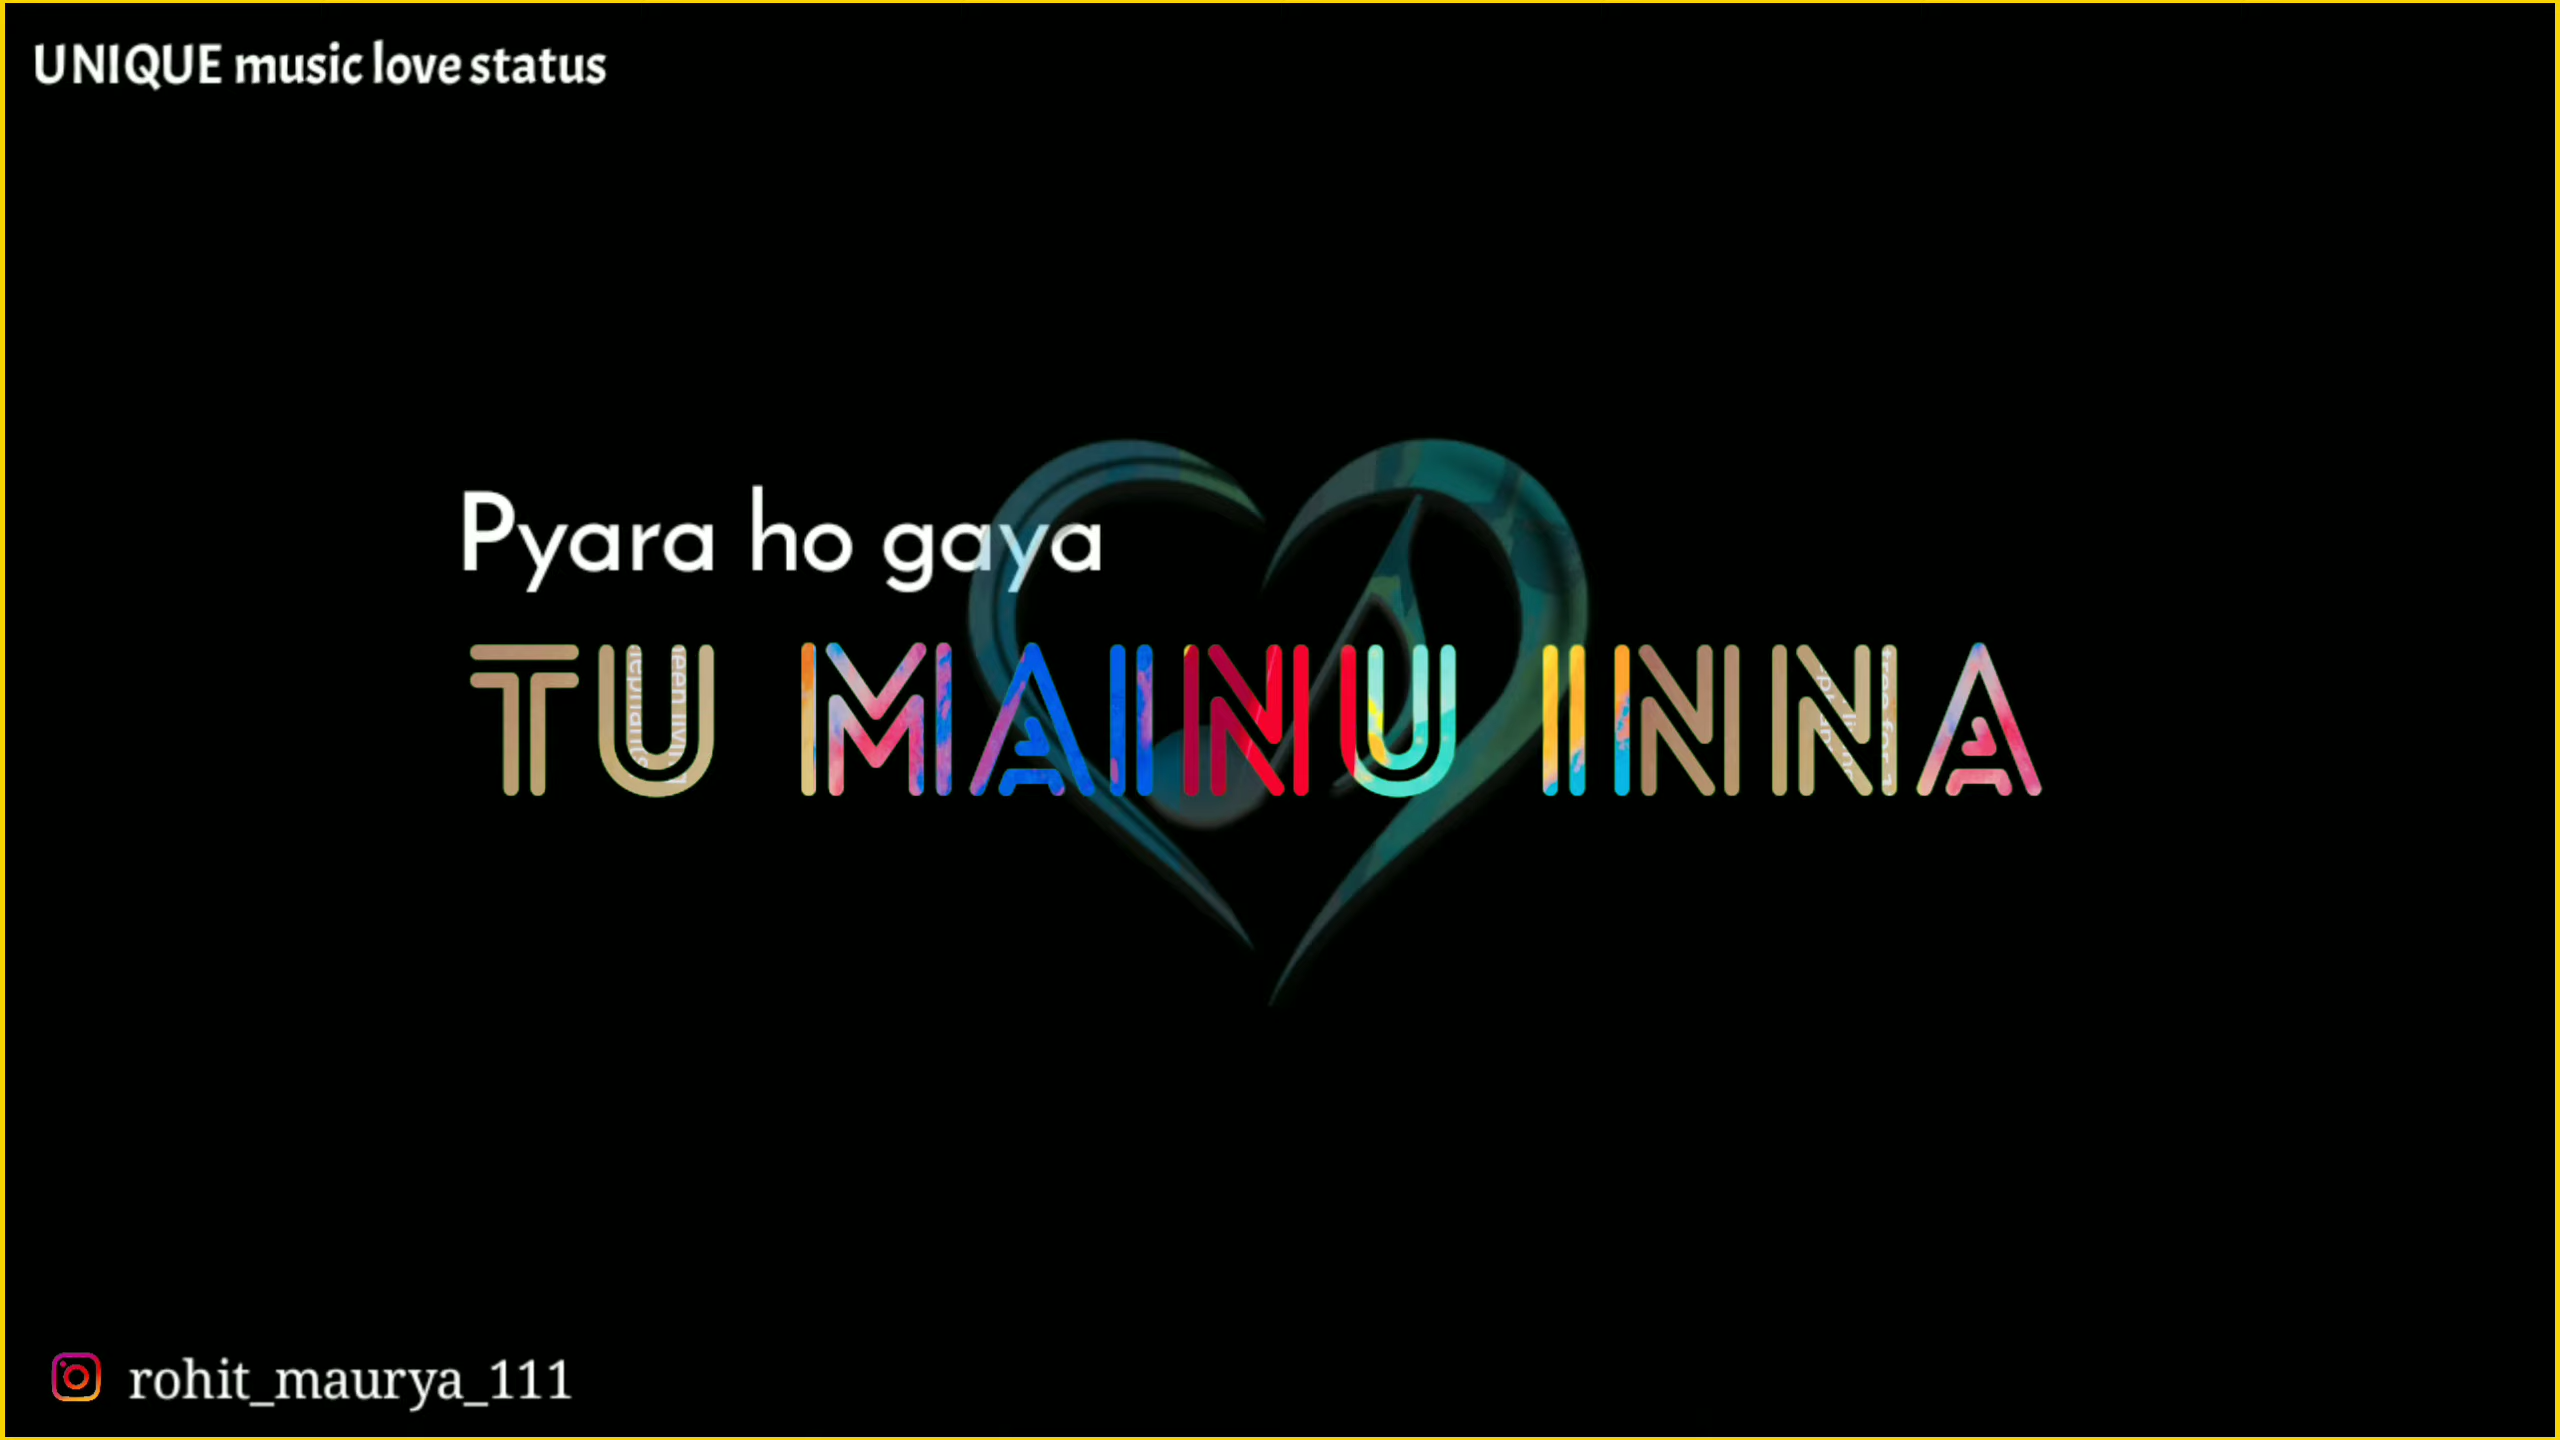 UNIQUE music love status
Pyara ho gaya
TU MAINU INNA
rohit_maurya_111